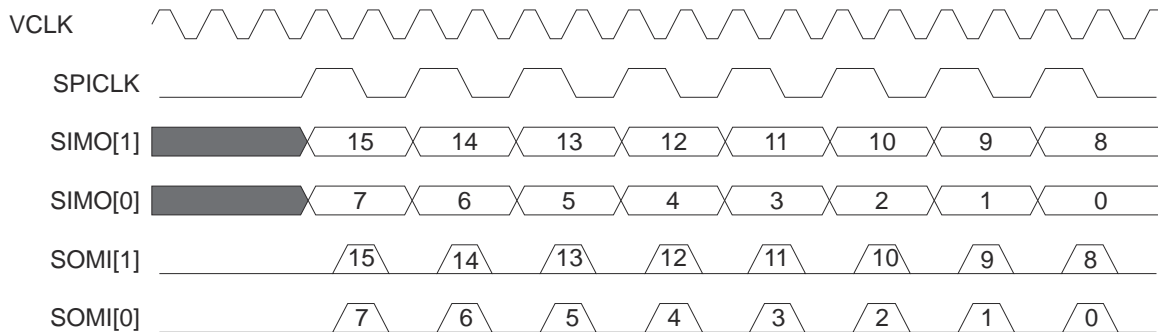 VCLK
SPICLK
SIMO[1] 15 14 13 12 11 10 9 8
SIMO[0] 7 6 5 4 3 2 1 0
SOMI[1] 15 14 13 12 11 10 9 8
SOMI[0] 7 6 5 4 3 2 1 0